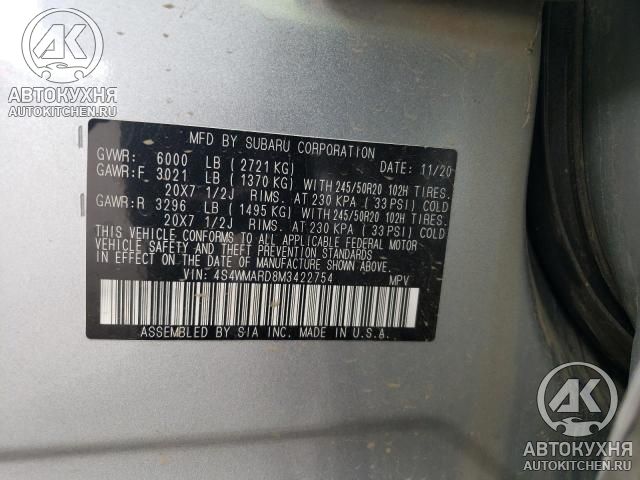 AK
АВТОКУХНЯ
AUTOKITCHEN.RU
MFD BY SUBARU CORPORATION
GVWR: 6000 LB (2721 KG) DATE: 11/20
GAWR:F 3021 LB (1370 KG) WITH 245/50R20 102H TIRES.
20X7 1/2J RIMS. AT 230 KPA (33 PSI) COLD
GAWR:R 3296 LB (1495 KG) WITH 245/50R20 102H TIRES.
20X7 1/2J RIMS. AT 230 KPA (33 PSI) COLD
THIS VEHICLE CONFORMS TO ALL APPLICABLE FEDERAL MOTOR
VEHICLE SAFETY AND THEFT PREVENTION STANDARDS
IN EFFECT ON THE DATE OF MANUFACTURE SHOWN ABOVE.
VIN: 4S4WMARD8M3422754 MPV
ASSEMBLED BY SIA INC. MADE IN U.S.A.
AK
АВТОКУХНЯ
AUTOKITCHEN.RU